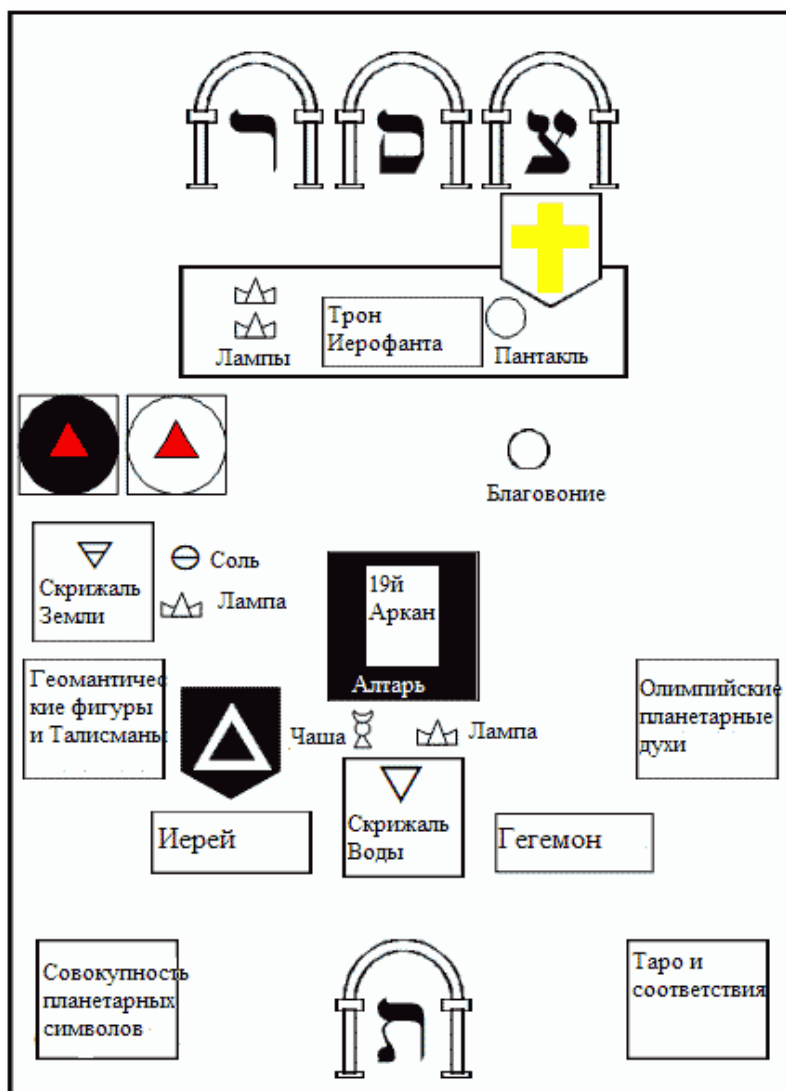 ר
ס
צ
Трон
Иерофанта
Лампы
Пантакль
Благовоние
Скрижаль
Земли
Соль
Лампа
19й
Аркан
Алтарь
Геомантичес
кие фигуры
и Талисманы
Олимпийские
планетарные
духи
Чаша
Лампа
Иерей
Скрижаль
Воды
Гегемон
Совокупность
планетарных
символов
ת
Таро и
соответствия